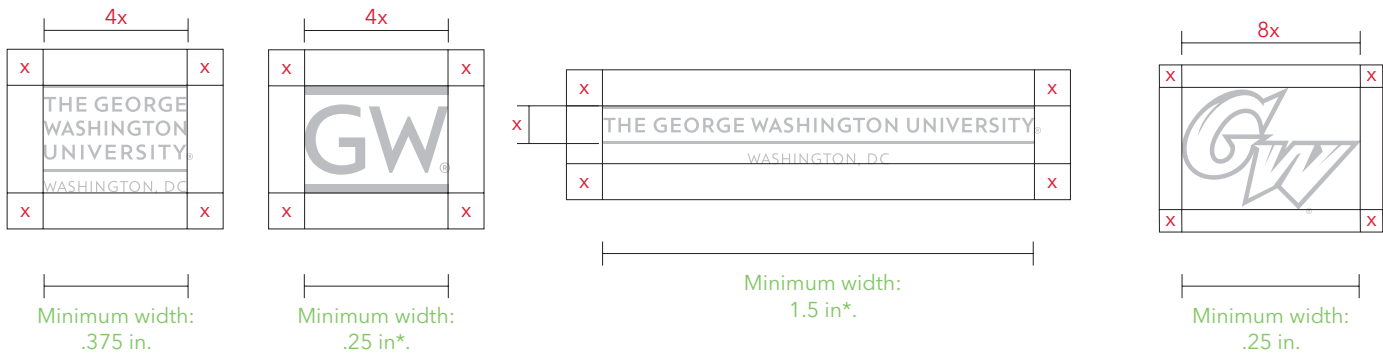 4x
x x
THE GEORGE
WASHINGTON
UNIVERSITY®
WASHINGTON, DC
x x
Minimum width:
.375 in.
4x
x x
GW®
x x
Minimum width:
.25 in*.
x x
x
THE GEORGE WASHINGTON UNIVERSITY®
WASHINGTON, DC
x x
Minimum width:
1.5 in*.
8x
x x
GW®
x x
Minimum width:
.25 in.